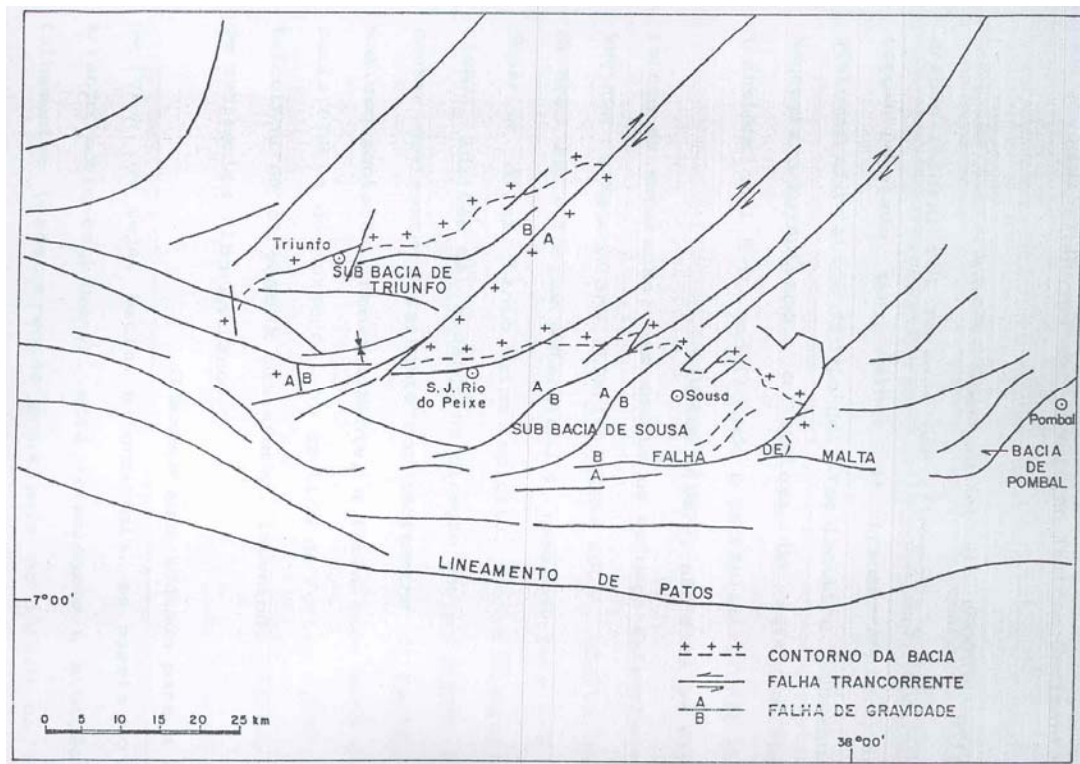 B
A
Triunfo
SUB BACIA DE
TRIUNFO
A
B
S. J. Rio
do Peixe
A
B
A
B
Sousa
SUB BACIA DE SOUSA
Pombal
B
FALHA DE MALTA
A
BACIA
DE
POMBAL
LINEAMENTO DE PATOS
7°00'
CONTORNO DA BACIA
FALHA TRANCORRENTE
A
B
FALHA DE GRAVIDADE
0 5 10 15 20 25 km
38°00'